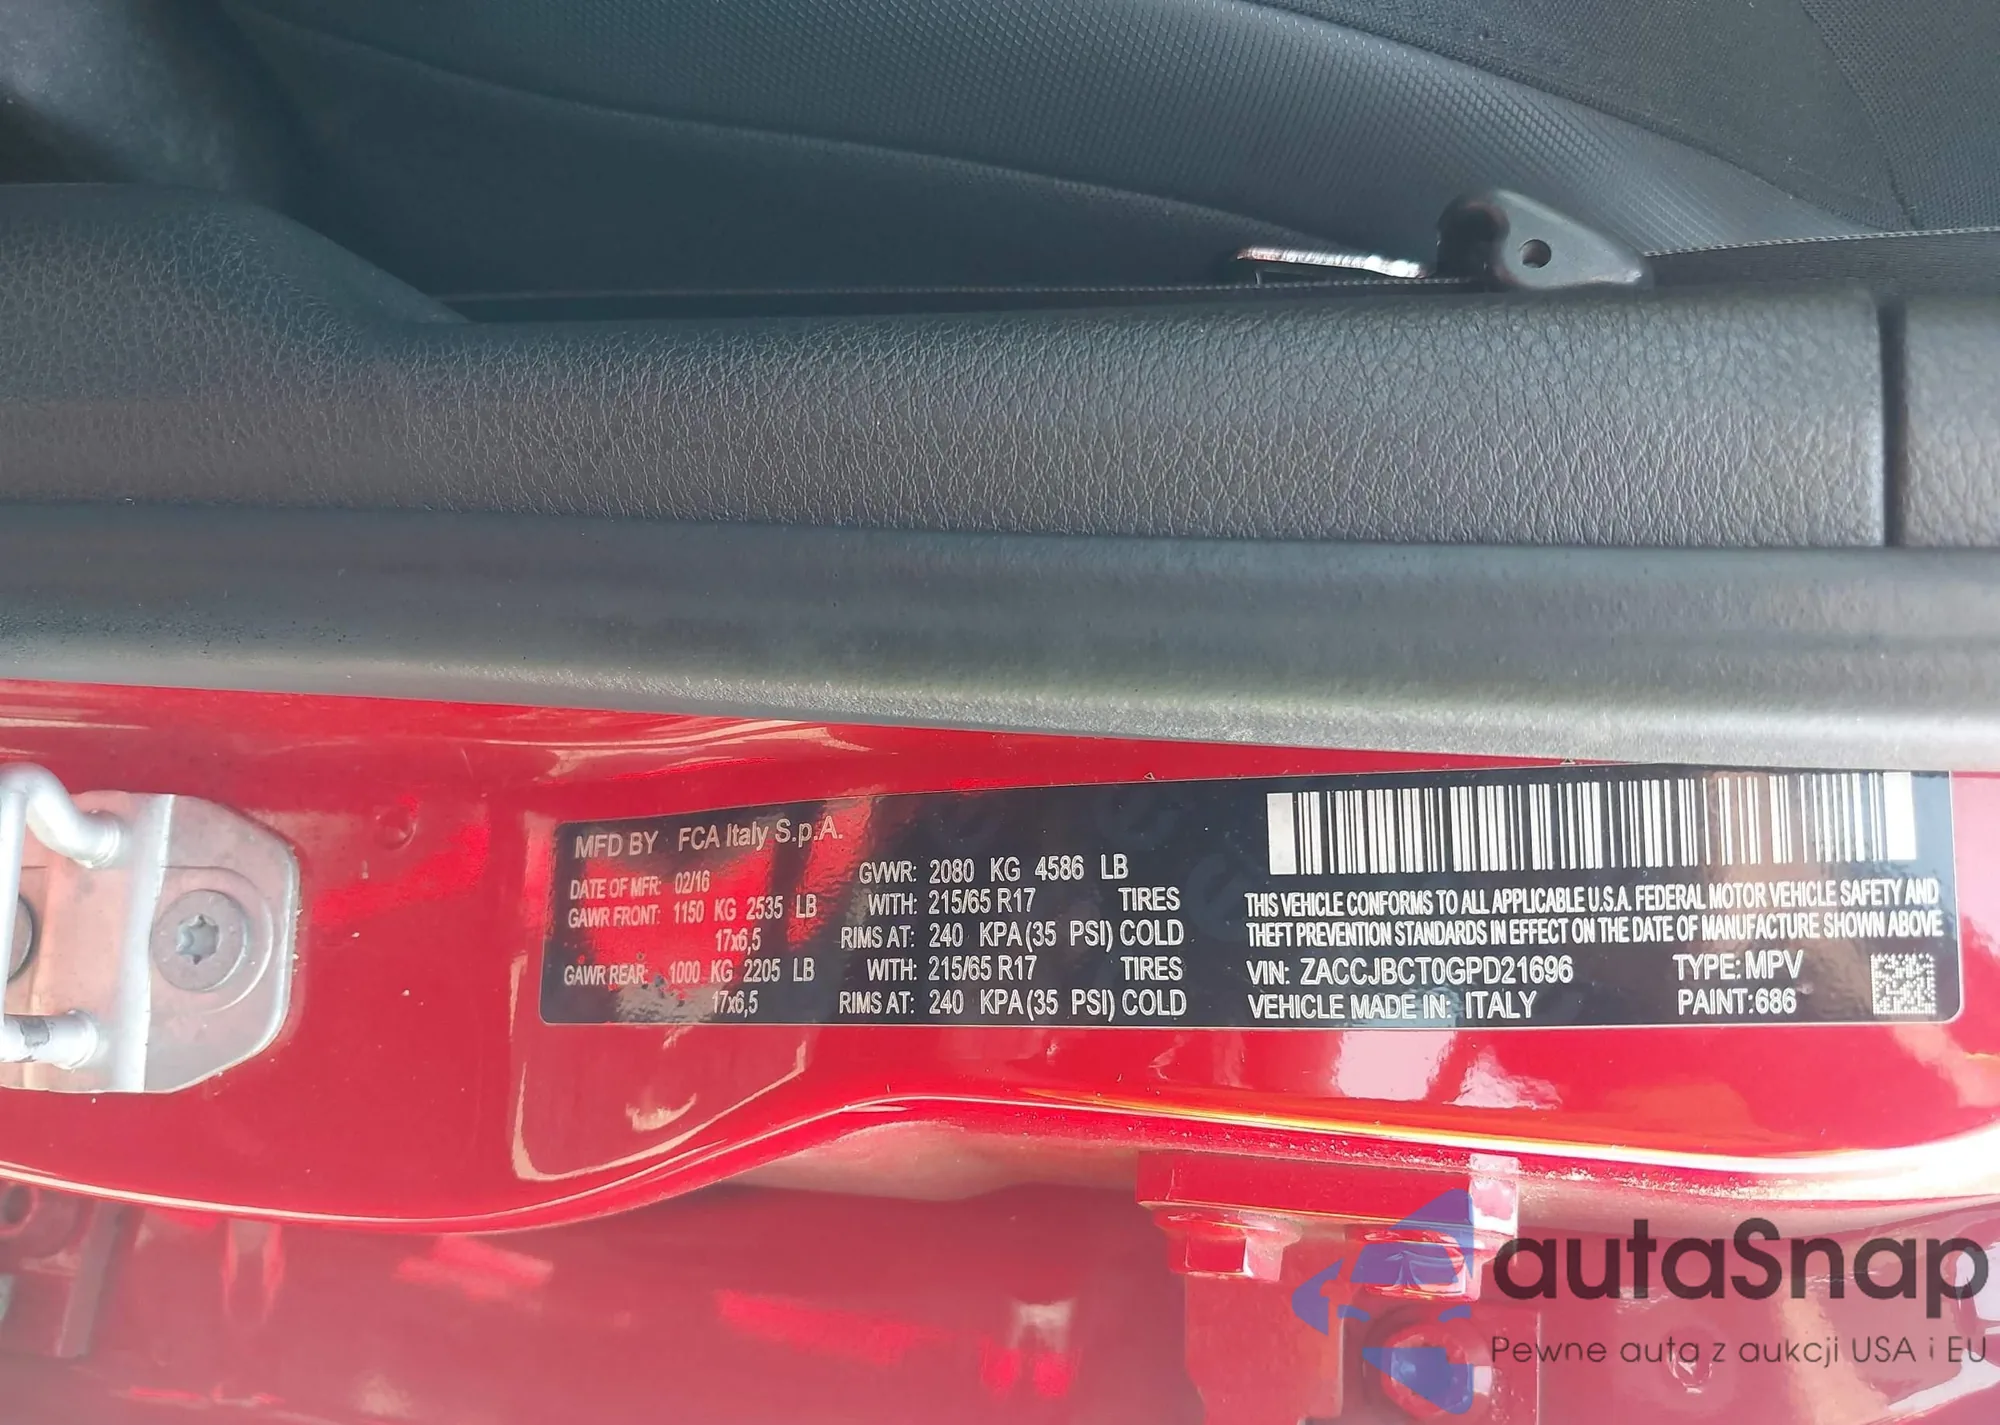 MFD BY FCA Italy S.p.A.
DATE OF MFR: 02/16
GAWR FRONT: 1150 KG 2535 LB
17x6,5
GAWR REAR: 1000 KG 2205 LB
17x6,5
GVWR: 2080 KG 4586 LB
WITH: 215/65 R17 TIRES
RIMS AT: 240 KPA (35 PSI) COLD
WITH: 215/65 R17 TIRES
RIMS AT: 240 KPA (35 PSI) COLD
THIS VEHICLE CONFORMS TO ALL APPLICABLE U.S.A. FEDERAL MOTOR VEHICLE SAFETY AND
THEFT PREVENTION STANDARDS IN EFFECT ON THE DATE OF MANUFACTURE SHOWN ABOVE
VIN: ZACCJBCT0GPD21696 TYPE: MPV
VEHICLE MADE IN: ITALY PAINT: 686
autaSnap
Pewne auta z aukcji USA i EU